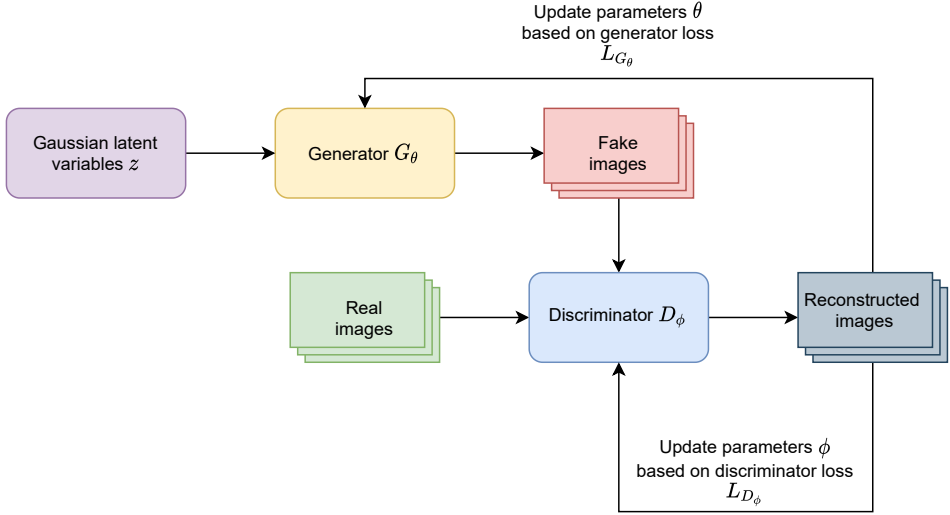 Update parameters θ
based on generator loss
L_{G_θ}
Gaussian latent
variables z
Generator G_θ
Fake
images
Real
images
Discriminator D_ϕ
Reconstructed
images
Update parameters ϕ
based on discriminator loss
L_{D_ϕ}